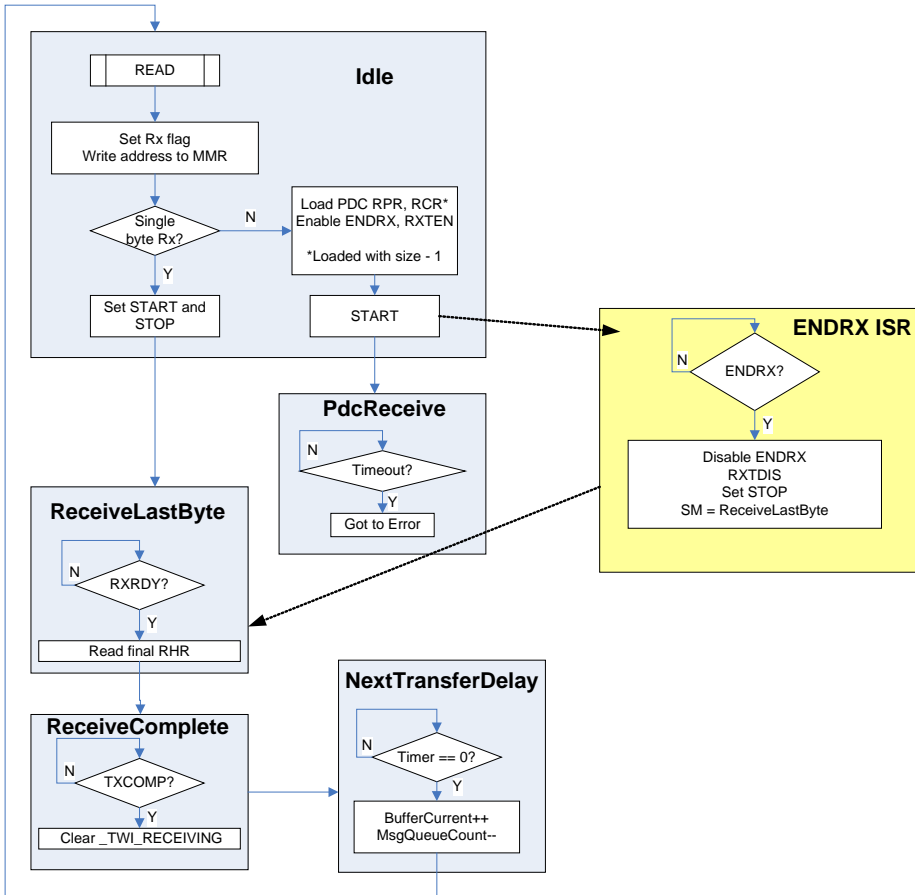 Idle
READ
Set Rx flag
Write address to MMR
Single
byte Rx?
N
Y
Load PDC RPR, RCR*
Enable ENDRX, RXTEN
*Loaded with size - 1
Set START and
STOP
START
ENDRX ISR
N
ENDRX?
Y
Disable ENDRX
RXTDIS
Set STOP
SM = ReceiveLastByte
PdcReceive
N
Timeout?
Y
Got to Error
ReceiveLastByte
N
RXRDY?
Y
Read final RHR
ReceiveComplete
N
TXCOMP?
Y
Clear _TWI_RECEIVING
NextTransferDelay
N
Timer == 0?
Y
BufferCurrent++
MsgQueueCount--